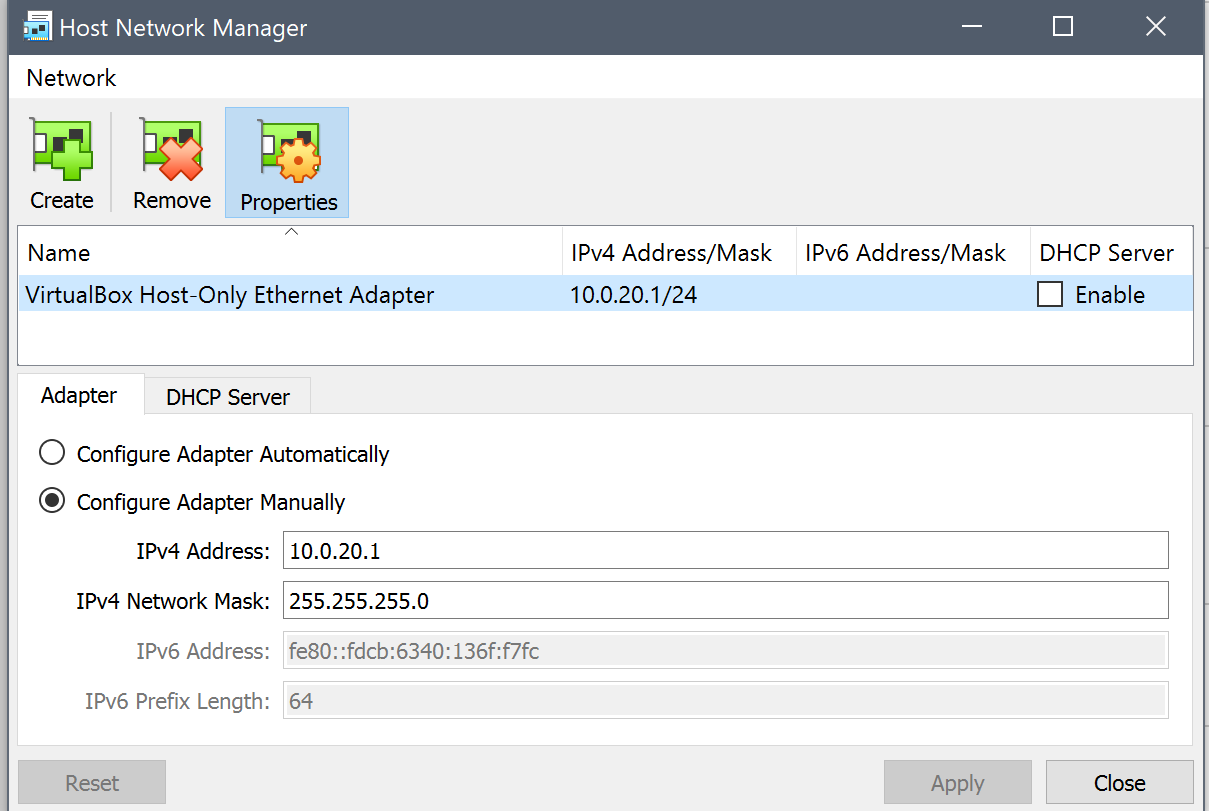 Host Network Manager
Network
Create Remove Properties
Name IPv4 Address/Mask IPv6 Address/Mask DHCP Server
VirtualBox Host-Only Ethernet Adapter 10.0.20.1/24 Enable
Adapter DHCP Server
Configure Adapter Automatically
Configure Adapter Manually
IPv4 Address: 10.0.20.1
IPv4 Network Mask: 255.255.255.0
IPv6 Address: fe80::fdcb:6340:136f:f7fc
IPv6 Prefix Length: 64
Reset Apply Close